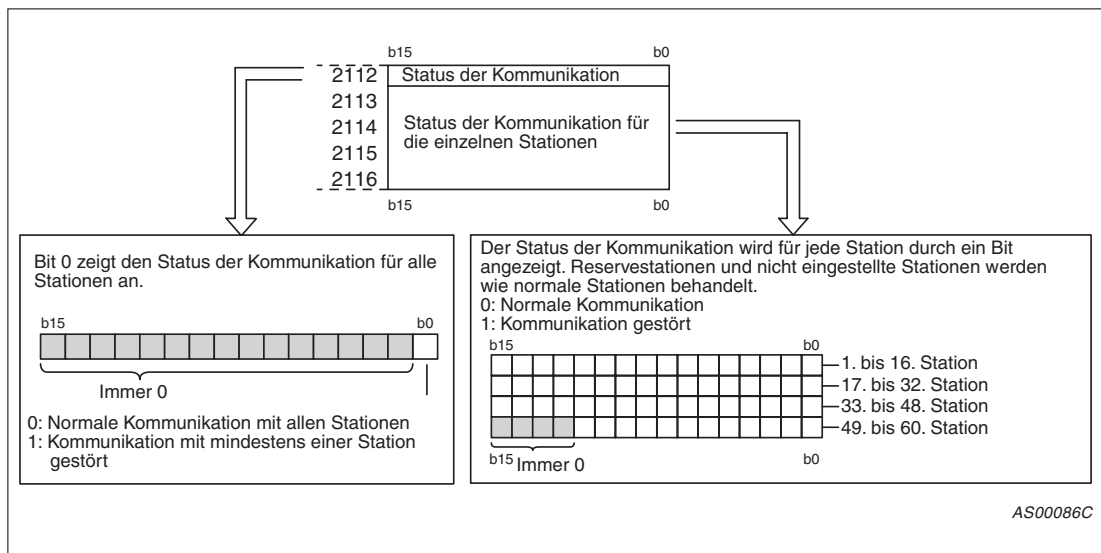 b15 b0
2112 Status der Kommunikation
2113
2114
2115
2116
Status der Kommunikation für
die einzelnen Stationen
b15 b0
Bit 0 zeigt den Status der Kommunikation für alle
Stationen an.
b15 b0
Immer 0
0: Normale Kommunikation mit allen Stationen
1: Kommunikation mit mindestens einer Station
gestört
Der Status der Kommunikation wird für jede Station durch ein Bit
angezeigt. Reservestationen und nicht eingestellte Stationen werden
wie normale Stationen behandelt.
0: Normale Kommunikation
1: Kommunikation gestört
b15 b0
1. bis 16. Station
17. bis 32. Station
33. bis 48. Station
49. bis 60. Station
b15 Immer 0 b0
AS00086C